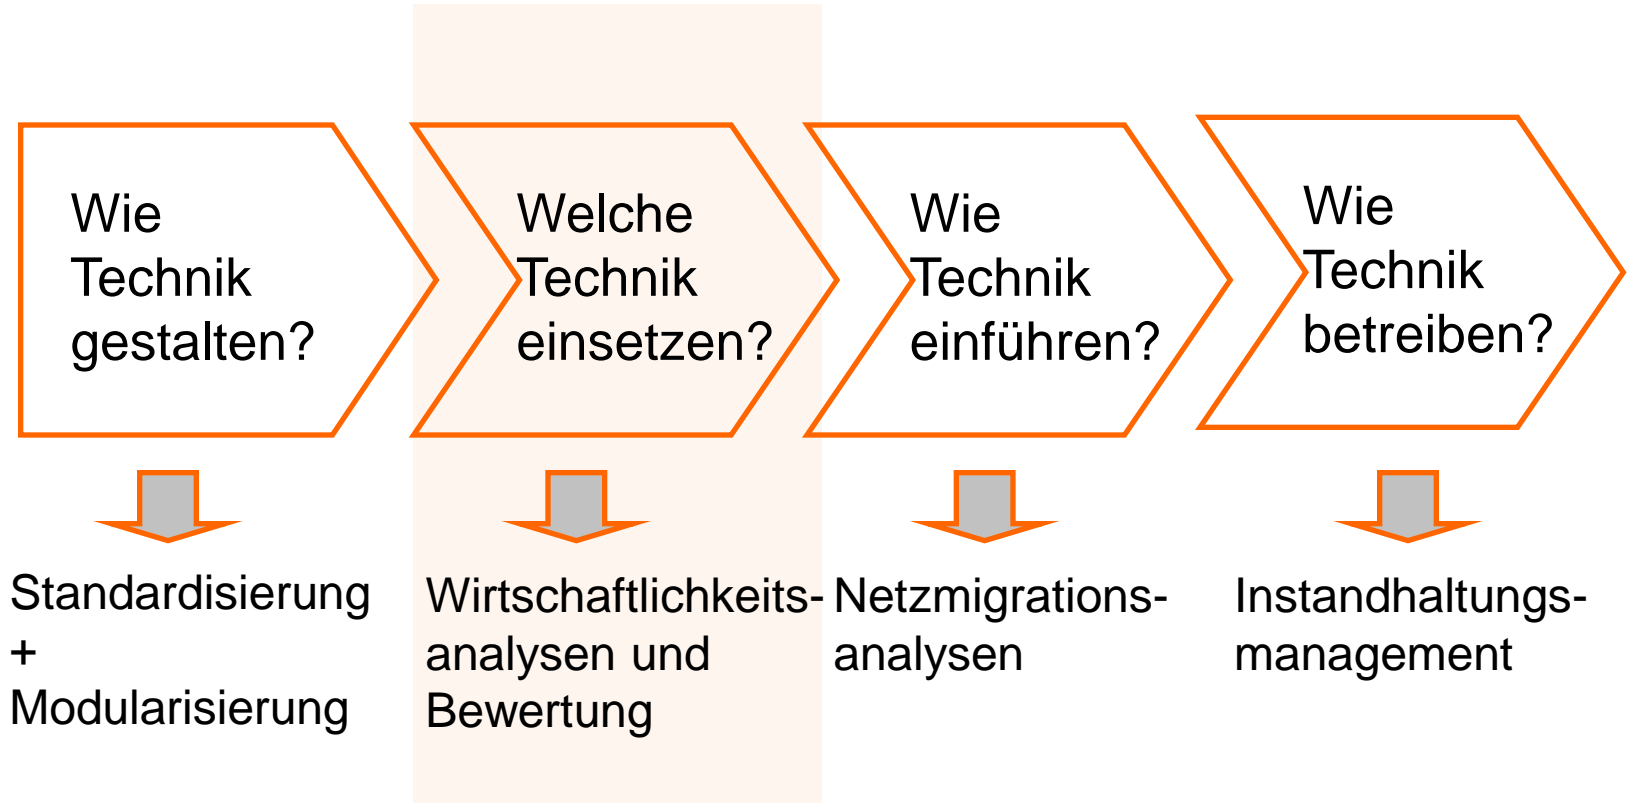 Wie
Technik
gestalten?
Welche
Technik
einsetzen?
Wie
Technik
einführen?
Wie
Technik
betreiben?
Standardisierung
+
Modularisierung
Wirtschaftlichkeits-
analysen und
Bewertung
Netzmigrations-
analysen
Instandhaltungs-
management